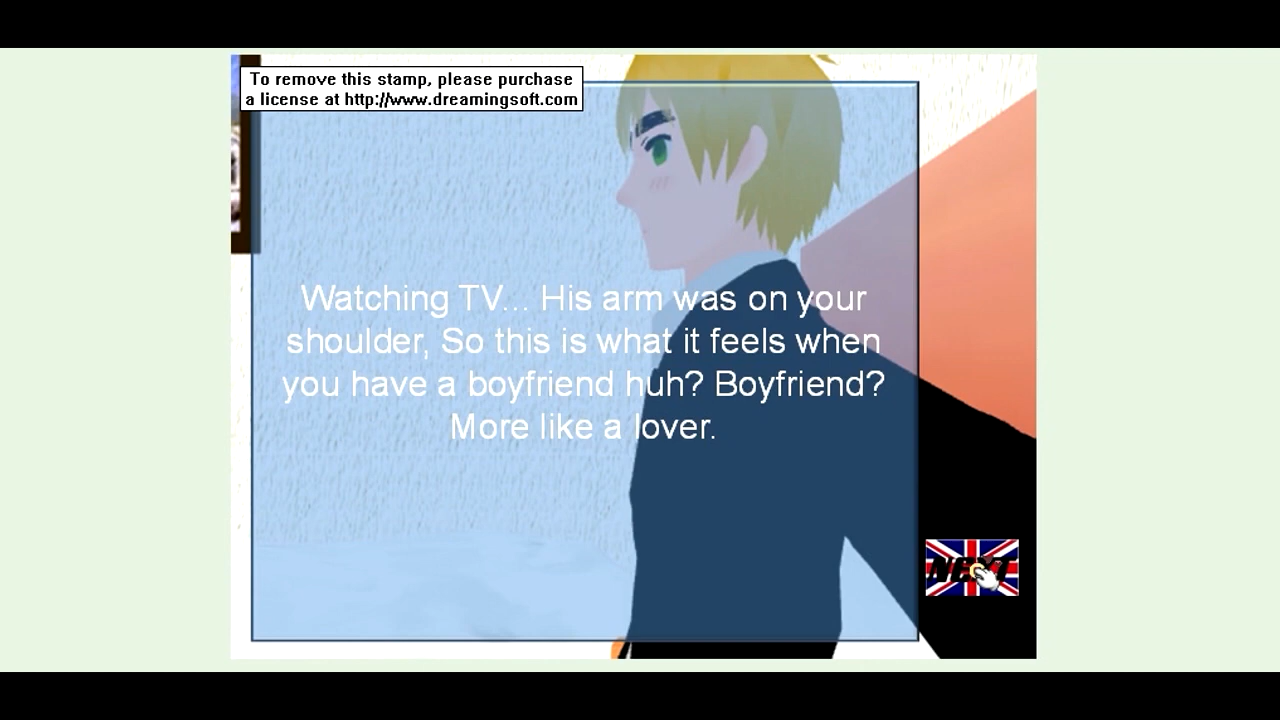 To remove this stamp, please purchase
a license at http://www.dreamingsoft.com
Watching TV... His arm was on your
shoulder, So this is what it feels when
you have a boyfriend huh? Boyfriend?
More like a lover.
NEXT